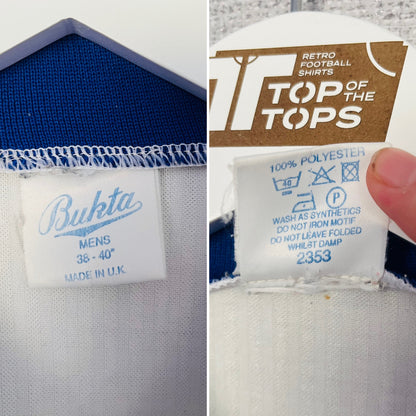 Bukta
MENS
38 - 40"
MADE IN U.K
RETRO
FOOTBALL
SHIRTS
TOP OF THE
TOPS
100% POLYESTER
40
P
WASH AS SYNTHETICS
DO NOT IRON MOTIF
DO NOT LEAVE FOLDED
WHILST DAMP
2353